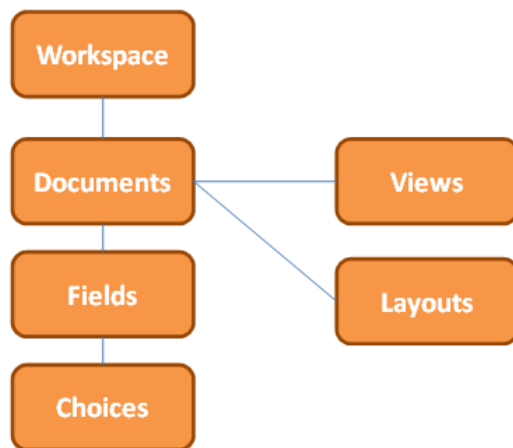 Workspace
Documents
Views
Fields
Layouts
Choices